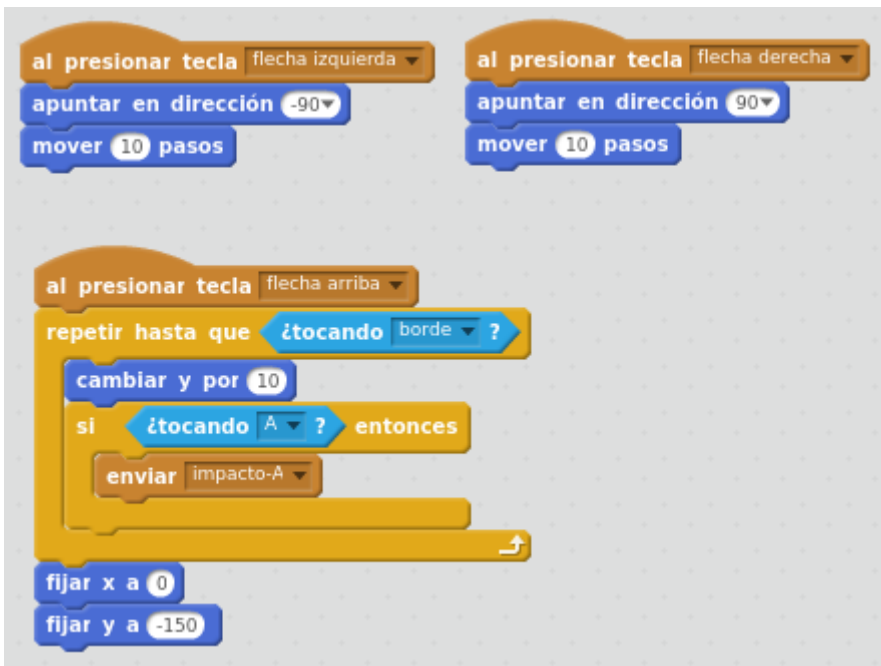 al presionar tecla flecha izquierda
apuntar en dirección -90
mover 10 pasos
al presionar tecla flecha derecha
apuntar en dirección 90
mover 10 pasos
al presionar tecla flecha arriba
repetir hasta que ¿tocando borde ?
cambiar y por 10
si ¿tocando A ? entonces
enviar impacto-A
fijar x a 0
fijar y a -150